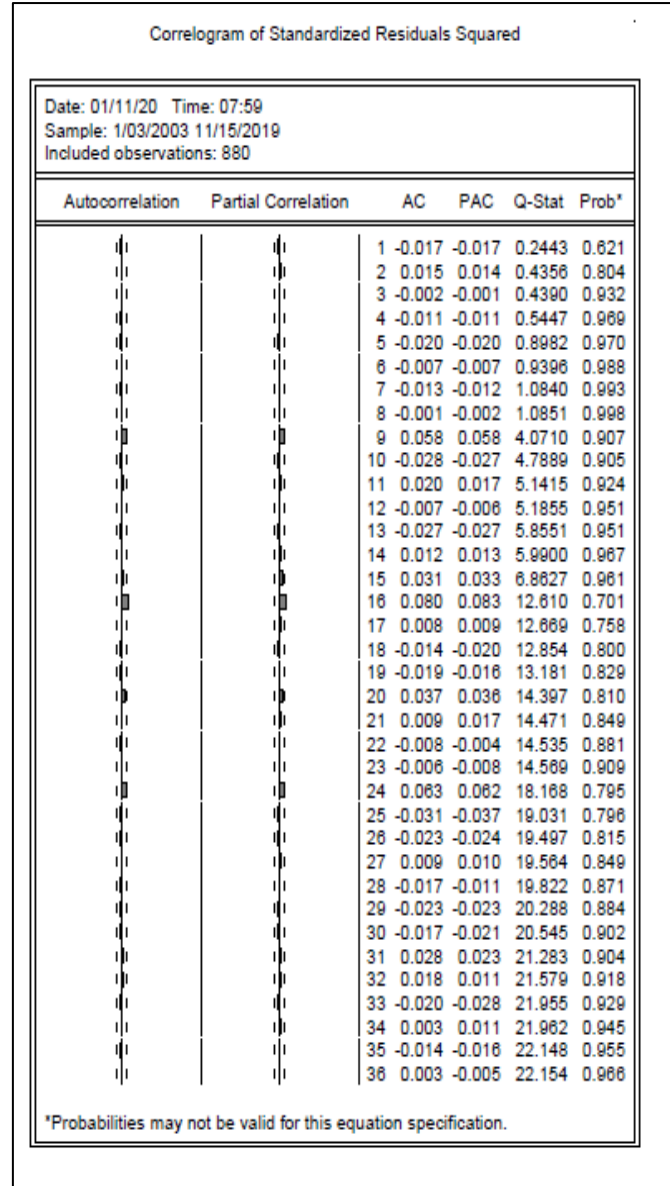 Correlogram of Standardized Residuals Squared
Date: 01/11/20 Time: 07:59
Sample: 1/03/2003 11/15/2019
Included observations: 880
Autocorrelation Partial Correlation AC PAC Q-Stat Prob*
1 -0.017 -0.017 0.2443 0.621
2 0.015 0.014 0.4356 0.804
3 -0.002 -0.001 0.4390 0.932
4 -0.011 -0.011 0.5447 0.969
5 -0.020 -0.020 0.8982 0.970
6 -0.007 -0.007 0.9396 0.988
7 -0.013 -0.012 1.0840 0.993
8 -0.001 -0.002 1.0851 0.998
9 0.058 0.058 4.0710 0.907
10 -0.028 -0.027 4.7889 0.905
11 0.020 0.017 5.1415 0.924
12 -0.007 -0.006 5.1855 0.951
13 -0.027 -0.027 5.8551 0.951
14 0.012 0.013 5.9900 0.967
15 0.031 0.033 6.8627 0.961
16 0.080 0.083 12.610 0.701
17 0.008 0.009 12.669 0.758
18 -0.014 -0.020 12.854 0.800
19 -0.019 -0.016 13.181 0.829
20 0.037 0.036 14.397 0.810
21 0.009 0.017 14.471 0.849
22 -0.008 -0.004 14.535 0.881
23 -0.006 -0.008 14.569 0.909
24 0.063 0.062 18.168 0.795
25 -0.031 -0.037 19.031 0.796
26 -0.023 -0.024 19.497 0.815
27 0.009 0.010 19.564 0.849
28 -0.017 -0.011 19.822 0.871
29 -0.023 -0.023 20.288 0.884
30 -0.017 -0.021 20.545 0.902
31 0.028 0.023 21.283 0.904
32 0.018 0.011 21.579 0.918
33 -0.020 -0.028 21.955 0.929
34 0.003 0.011 21.962 0.945
35 -0.014 -0.016 22.148 0.955
36 0.003 -0.005 22.154 0.966
*Probabilities may not be valid for this equation specification.